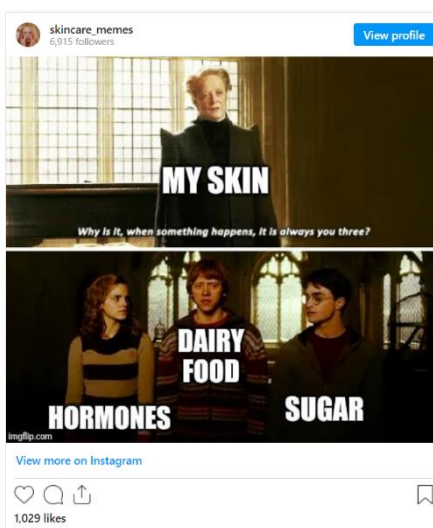 skincare_memes
6,915 followers
View profile
MY SKIN
Why is it, when something happens, it is always you three?
DAIRY
FOOD
HORMONES
SUGAR
imgflip.com
View more on Instagram
1,029 likes